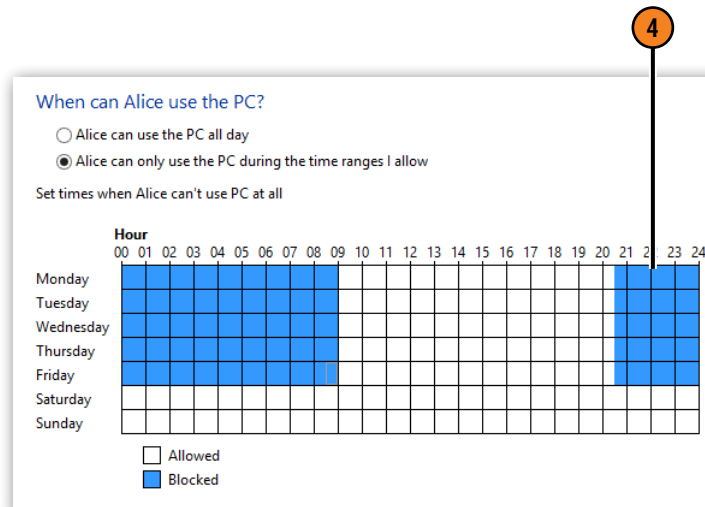 4
When can Alice use the PC?
Alice can use the PC all day
Alice can only use the PC during the time ranges I allow
Set times when Alice can't use PC at all
Hour
00 01 02 03 04 05 06 07 08 09 10 11 12 13 14 15 16 17 18 19 20 21 23 24
Monday
Tuesday
Wednesday
Thursday
Friday
Saturday
Sunday
Allowed
Blocked